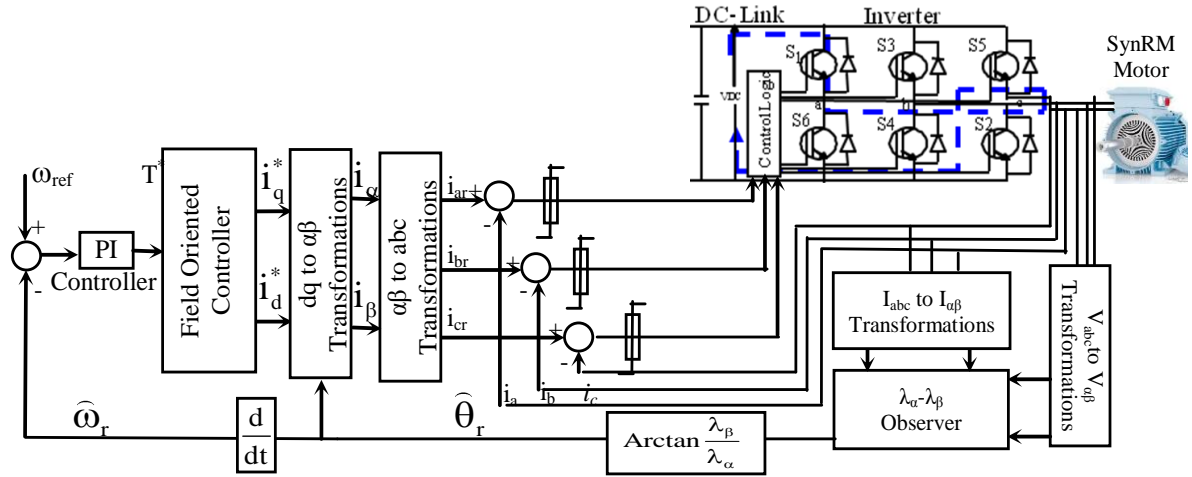 DC-Link
Inverter
SynRM
Motor
S1
S3
S5
VDC
Control Logic
a
b
c
S6
S4
S2
ωref
+
-
PI
Controller
T*
Field Oriented
Controller
i*q
i*d
dq to αβ
Transformations
iα
iβ
αβ to abc
Transformations
iar
+
-
ibr
+
-
icr
+
-
ia
ib
ic
Iabc to Iαβ
Transformations
Vabc to Vαβ
Transformations
λα-λβ
Observer
Arctan λβ
λα
θ̂r
d
dt
ω̂r